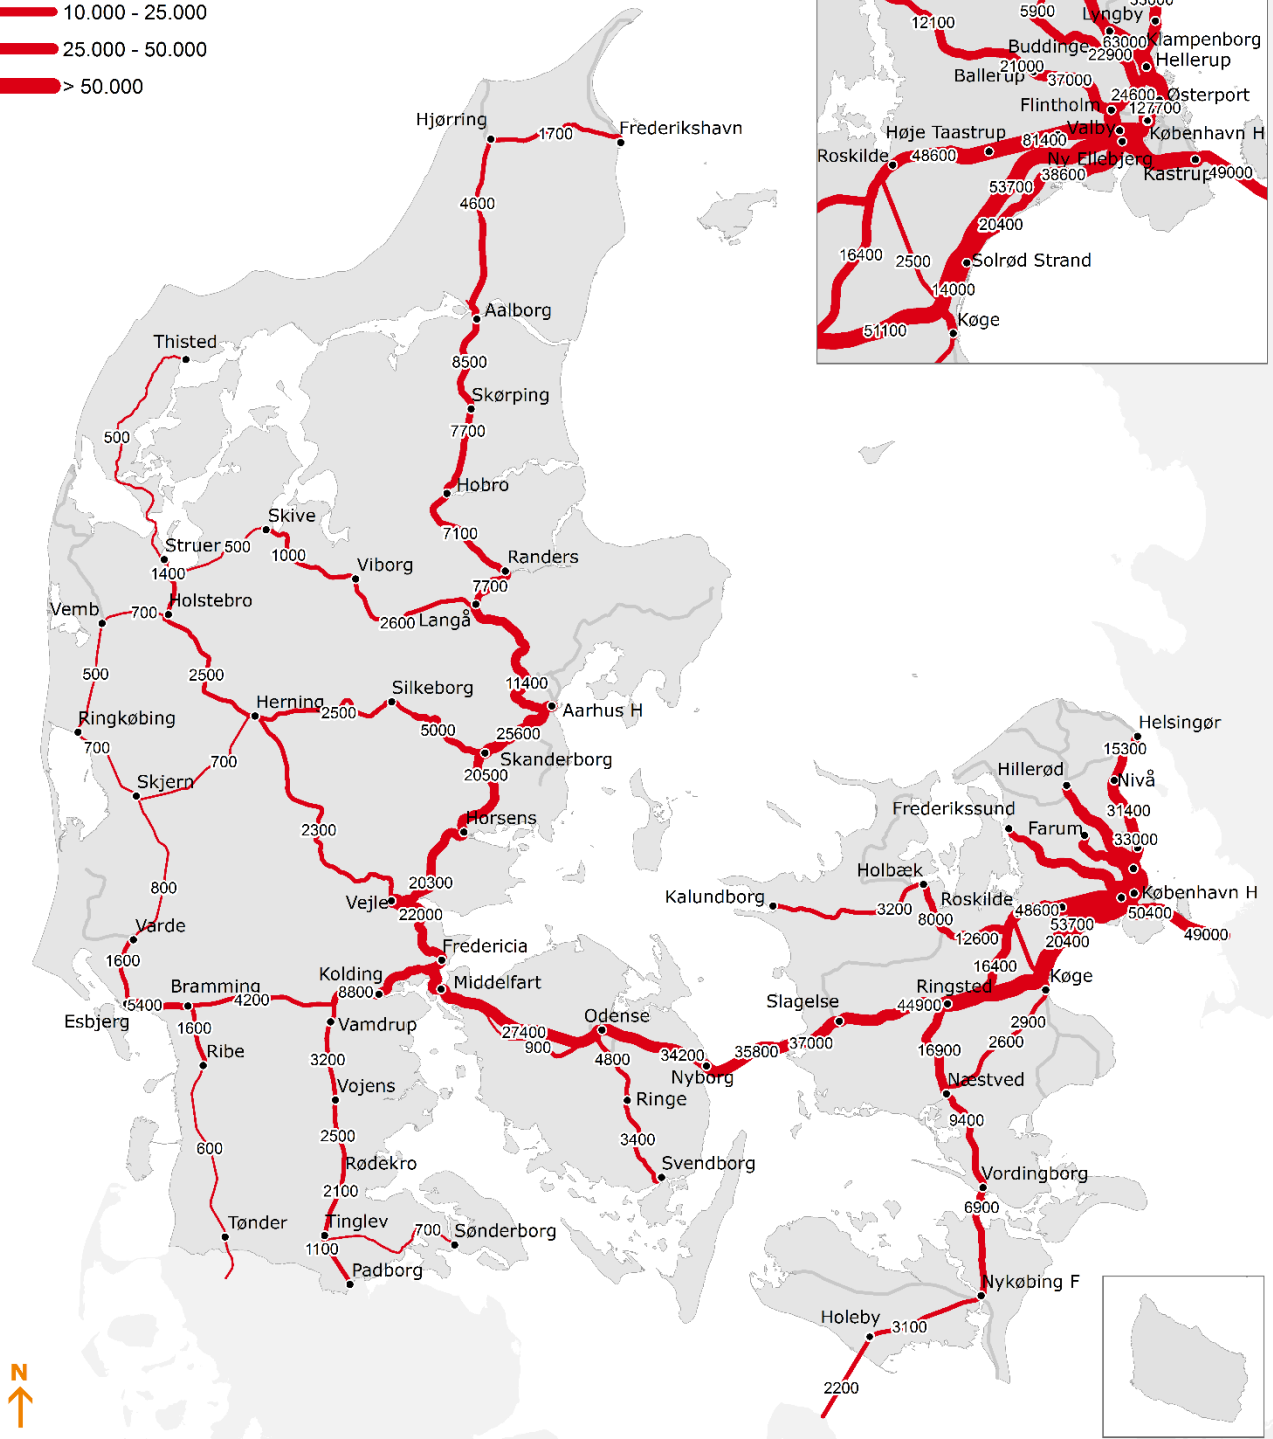 10.000 - 25.000
25.000 - 50.000
> 50.000
12100
5900
Lyngby
63000
Klampenborg
Buddinge
22900
Hellerup
Ballerup
21000
37000
24600
Østerport
Flintholm
127700
Høje Taastrup
81400
Valby
København H
Roskilde
48600
Ny Ellebjerg
Kastrup
49000
53700
38600
20400
16400
2500
Solrød Strand
14000
Køge
51100
Hjørring
1700
Frederikshavn
4600
Aalborg
Thisted
8500
Skørping
500
7700
Hobro
Skive
7100
Struer
500
1000
Viborg
Randers
1400
7700
Holstebro
Vemb
700
2600
Langå
500
2500
11400
Silkeborg
Herning
2500
Aarhus H
Ringkøbing
5000
25600
700
700
Skanderborg
20500
Skjern
Horsens
2300
800
20300
Vejle
22000
Varde
Fredericia
1600
Kolding
Middelfart
Bramming
4200
8800
5400
Esbjerg
1600
Vamdrup
27400
Odense
900
Ribe
3200
4800
34200
35800
Nyborg
Vojens
Ringe
2500
3400
600
Rødekro
Svendborg
2100
Tønder
Tinglev
700
Sønderborg
1100
Padborg
Helsingør
15300
Hillerød
Nivå
Frederikssund
31400
Farum
33000
Holbæk
Kalundborg
3200
Roskilde
København H
8000
48600
50400
53700
12600
20400
49000
16400
Køge
Slagelse
Ringsted
44900
37000
2900
16900
2600
Næstved
9400
Vordingborg
6900
Nykøbing F
Holeby
3100
2200
N